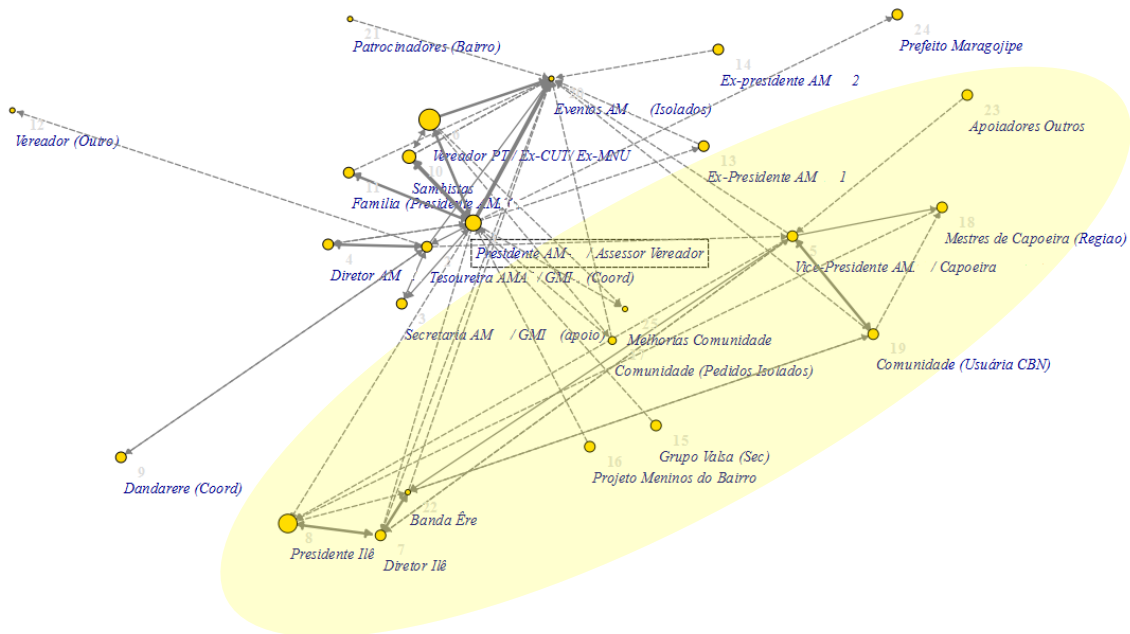 21
Patrocinadores (Bairro)
24
Prefeito Maragojipe
14
Ex-presidente AM 2
20
Eventos AM (Isolados)
23
Apoiadores Outros
12
Vereador (Outro)
6
Vereador PT / Ex-CUT/ Ex-MNU
13
Ex-Presidente AM 1
10
Sambistas
11
Familia (Presidente AM
18
Mestres de Capoeira (Regiao)
Presidente AM- / Assessor Vereador
5
Vice-Presidente AM / Capoeira
4
Diretor AM
Tesoureira AMA / GMI (Coord)
3
Secretaria AM / GMI (apoio)
25
Melhorias Comunidade
19
Comunidade (Usuária CBN)
Comunidade (Pedidos Isolados)
15
Grupo Valsa (Sec)
16
Projeto Meninos do Bairro
9
Dandarere (Coord)
22
Banda Êre
8
Presidente Ilê
7
Diretor Ilê